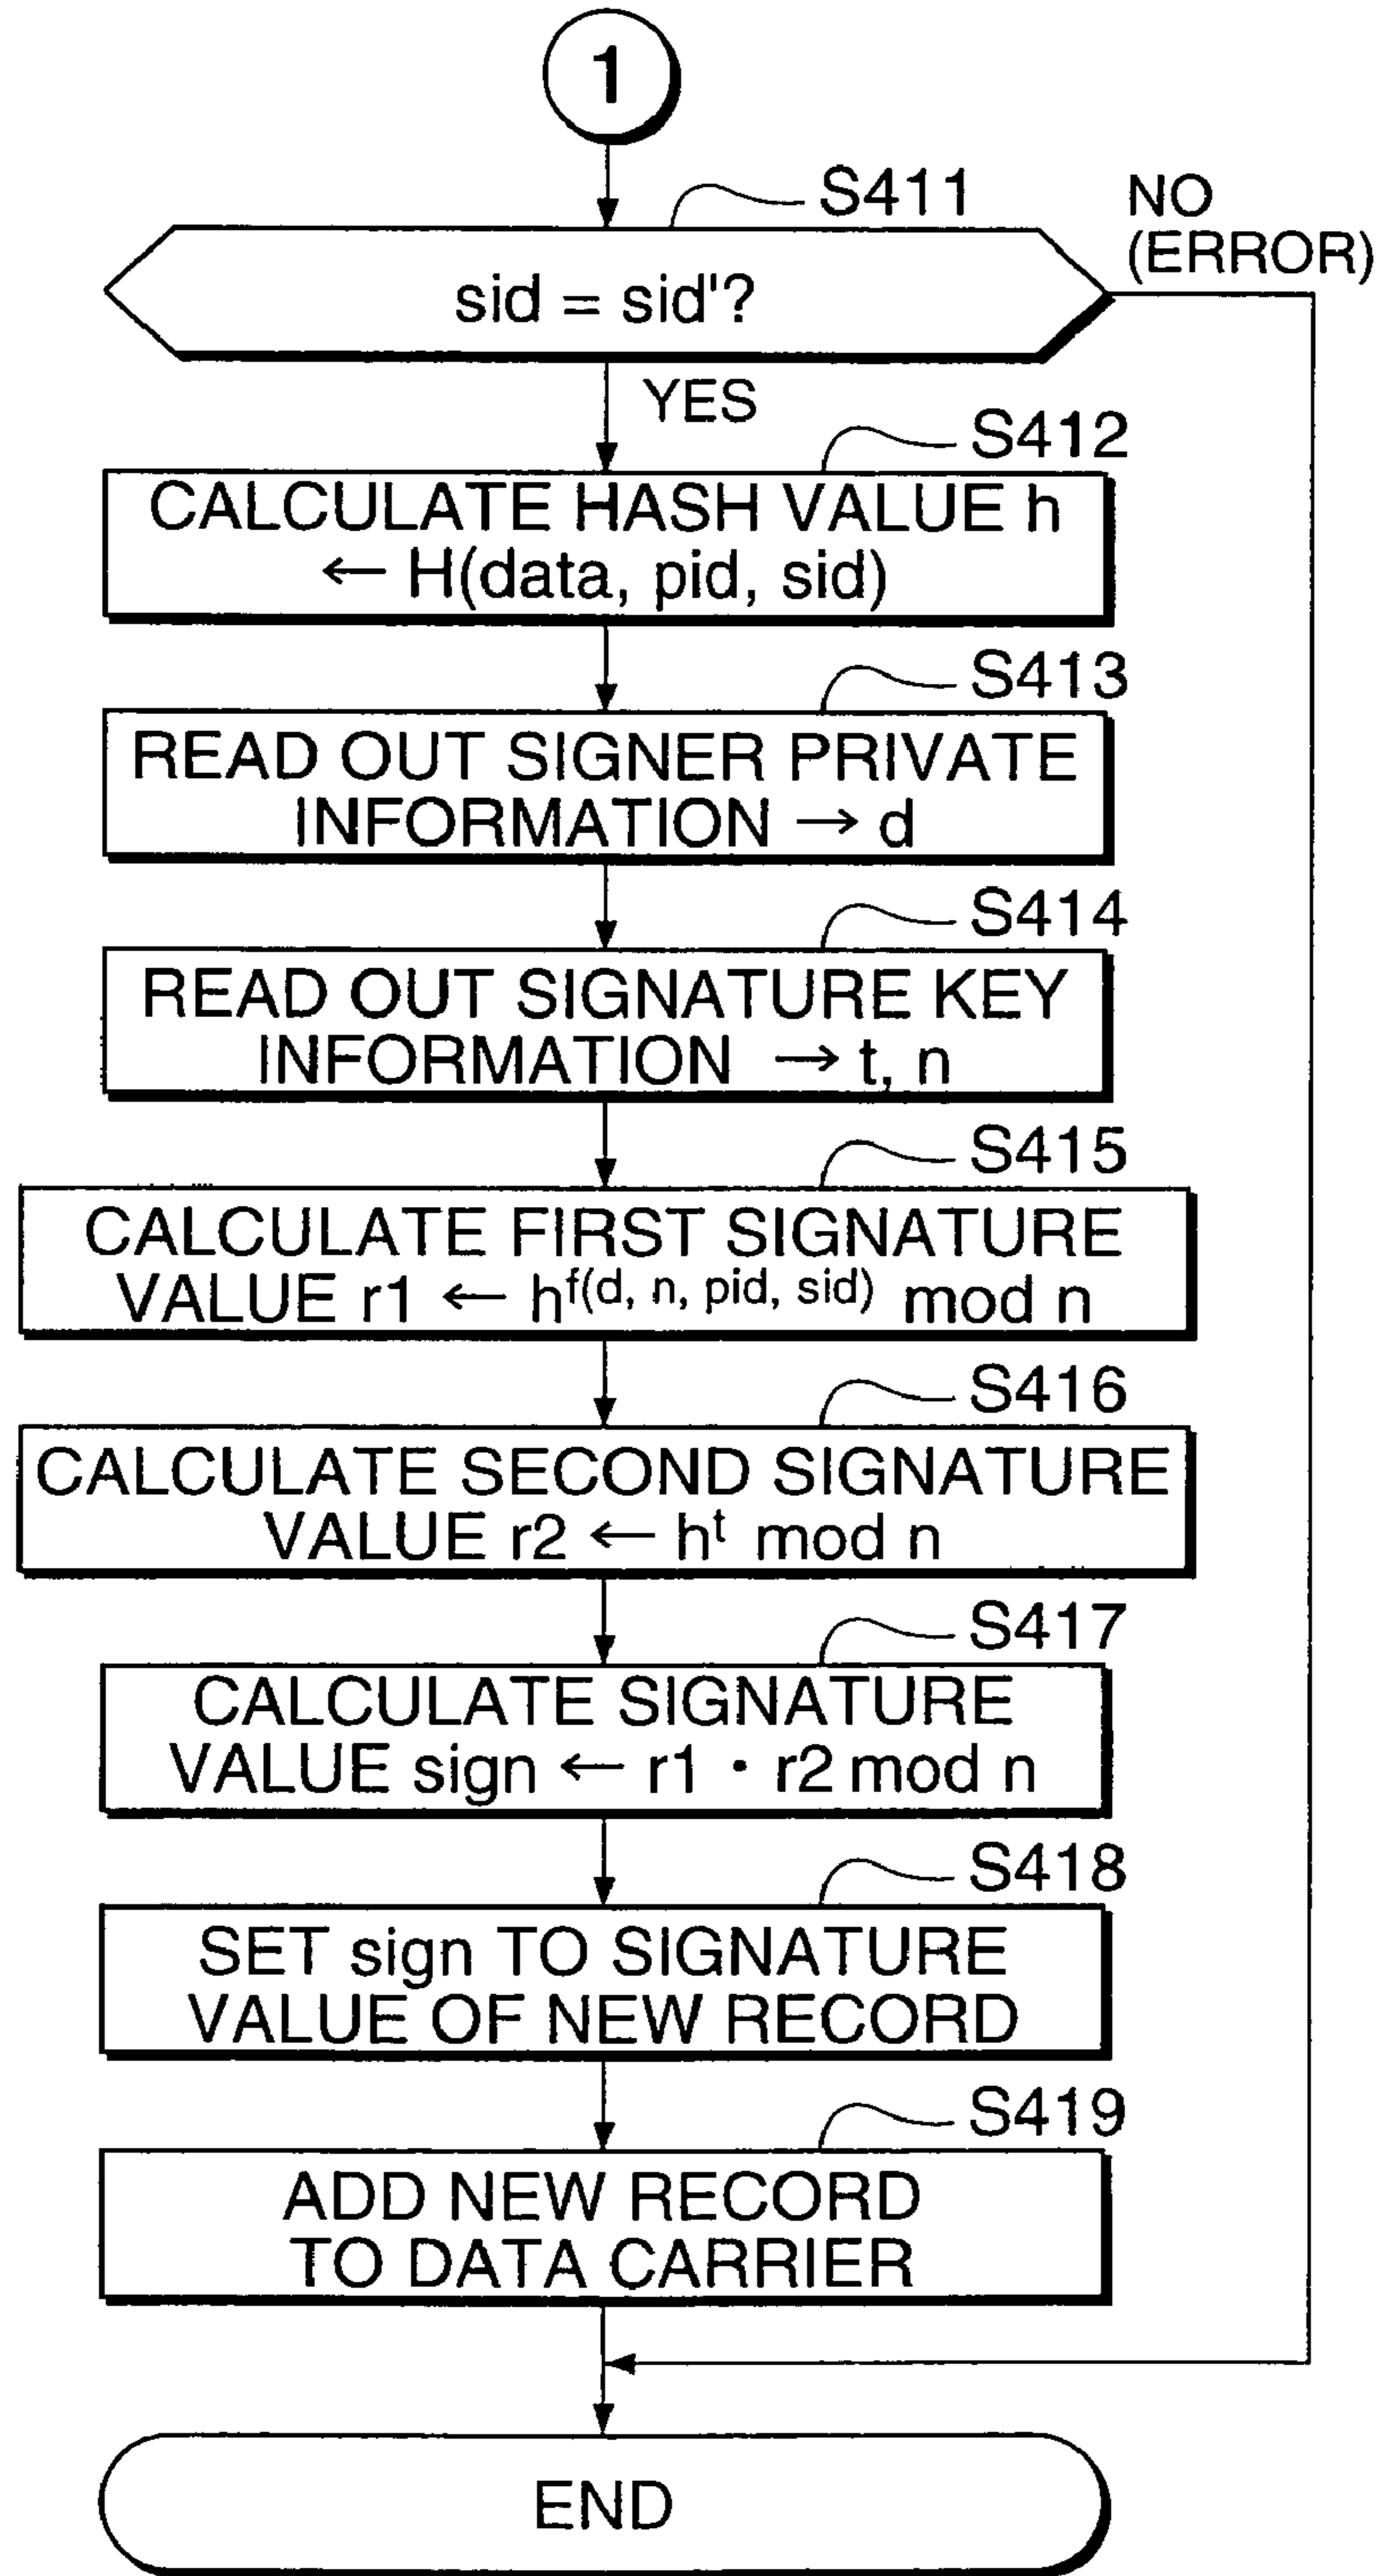 1
S411
NO
(ERROR)
sid = sid'?
YES
S412
CALCULATE HASH VALUE h
← H(data, pid, sid)
S413
READ OUT SIGNER PRIVATE
INFORMATION → d
S414
READ OUT SIGNATURE KEY
INFORMATION → t, n
S415
CALCULATE FIRST SIGNATURE
VALUE r1 ← h^f(d, n, pid, sid) mod n
S416
CALCULATE SECOND SIGNATURE
VALUE r2 ← h^t mod n
S417
CALCULATE SIGNATURE
VALUE sign ← r1 · r2 mod n
S418
SET sign TO SIGNATURE
VALUE OF NEW RECORD
S419
ADD NEW RECORD
TO DATA CARRIER
END